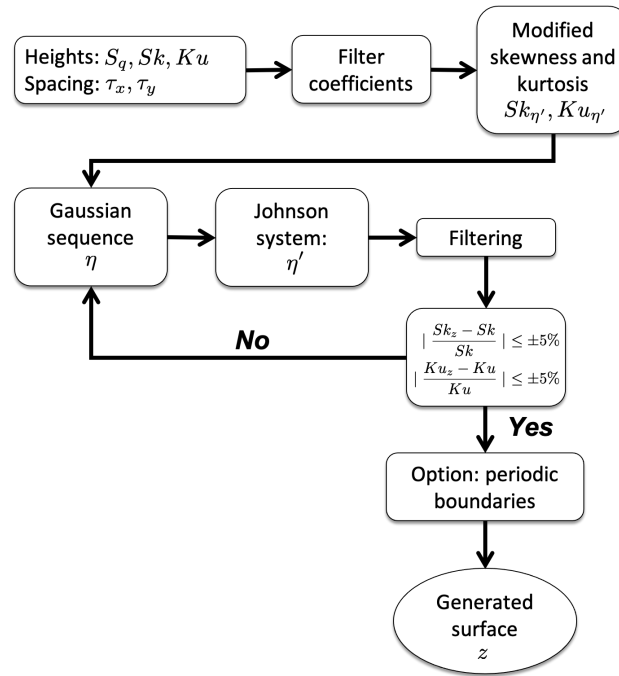 Heights: S_q, Sk, Ku
Spacing: τ_x, τ_y
Filter
coefficients
Modified
skewness and
kurtosis
Sk_η′, Ku_η′
Gaussian
sequence
η
Johnson
system:
η′
Filtering
| (Sk_z − Sk)/Sk | ≤ ±5%
| (Ku_z − Ku)/Ku | ≤ ±5%
No
Yes
Option: periodic
boundaries
Generated
surface
z